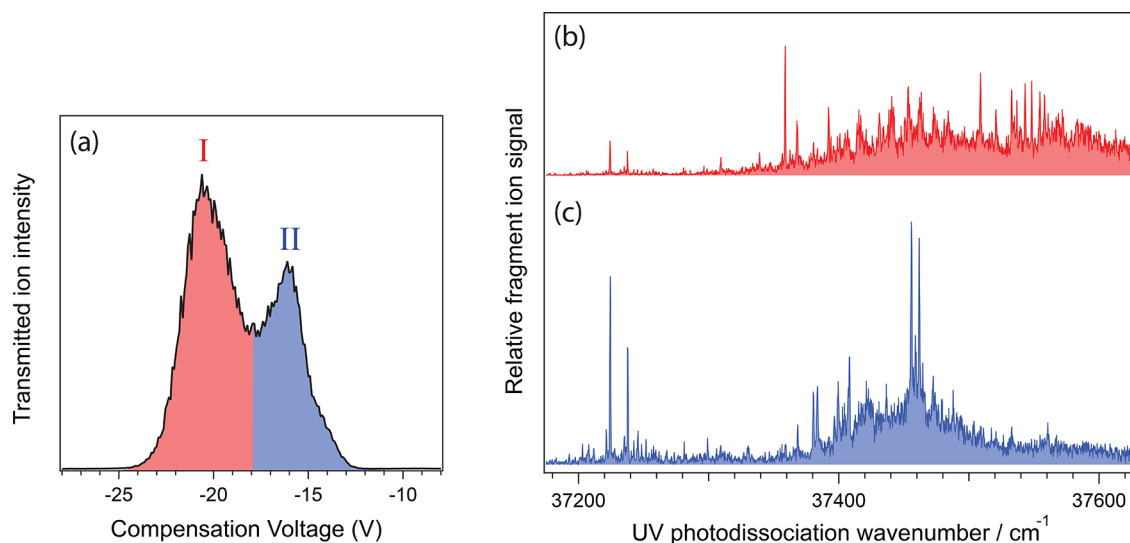 (a)
I
II
Transmitted ion intensity
-25 -20 -15 -10
Compensation Voltage (V)
(b)
(c)
Relative fragment ion signal
37200 37400 37600
UV photodissociation wavenumber / cm⁻¹